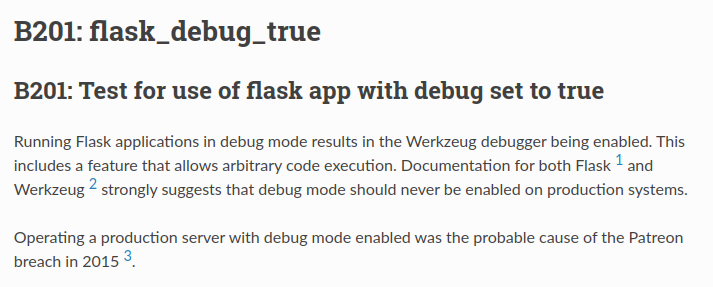 B201: flask_debug_true
B201: Test for use of flask app with debug set to true
Running Flask applications in debug mode results in the Werkzeug debugger being enabled. This
includes a feature that allows arbitrary code execution. Documentation for both Flask 1 and
Werkzeug 2 strongly suggests that debug mode should never be enabled on production systems.
Operating a production server with debug mode enabled was the probable cause of the Patreon
breach in 2015 3.